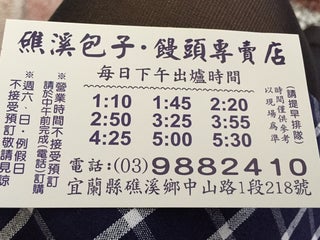 礁溪包子·饅頭專賣店
每日下午出爐時間
1:10 1:45 2:20
2:50 3:25 3:55
4:25 5:00 5:30
(請提早排隊)
時間僅供參考
以現場為準
※營業時間不接受預訂
請於中午前完成(電話)訂購
※週六、日,例假日
不接受預訂敬請見諒
電話:(03)9882410
宜蘭縣礁溪鄉中山路1段218號